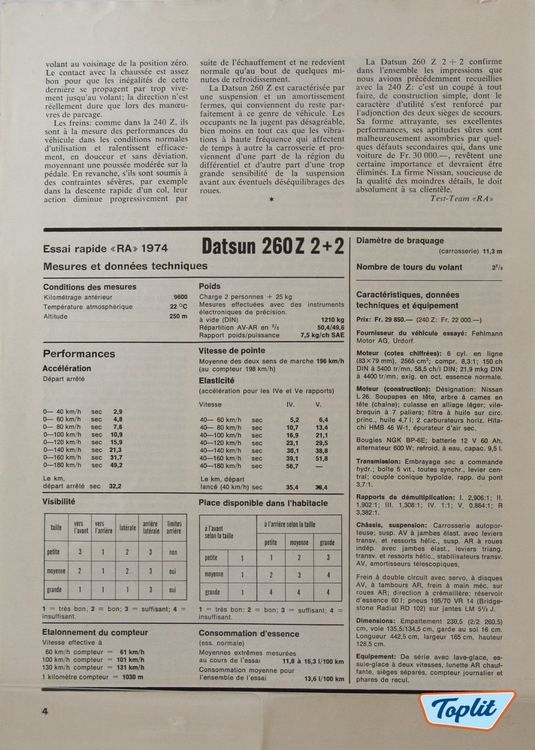 volant au voisinage de la position zéro.
Le contact avec la chaussée est assez
bon pour que les inégalités de cette
dernière se propagent par trop vive-
ment jusqu'au volant; la direction n'est
réellement dure que lors des manœu-
vres de parcage.
Les freins: comme dans la 240 Z, ils
sont à la mesure des performances du
véhicule dans les conditions normales
d'utilisation et ralentissent efficace-
ment, en douceur et sans déviation,
moyennant une poussée modérée sur la
pédale. En revanche, s'ils sont soumis à
des contraintes sévères, par exemple
dans la descente rapide d'un col, leur
action diminue progressivement par
suite de l'échauffement et ne redevient
normale qu'au bout de quelques mi-
nutes de refroidissement.
La Datsun 260 Z est caractérisée par
une suspension et un amortissement
fermes, qui conviennent du reste par-
faitement à ce genre de véhicule. Les
occupants ne la jugent pas désagréable,
bien moins en tout cas que les vibra-
tions à haute fréquence qui affectent
de temps à autre la carrosserie et pro-
viennent d'une part de la région du
différentiel et d'autre part d'une trop
grande sensibilité de la suspension
avant aux éventuels déséquilibrages des
roues.
*
La Datsun 260 Z 2 + 2 confirme
dans l'ensemble les impressions que
nous avions précédemment recueillies
avec la 240 Z: c'est un coupé à tout
faire, de construction simple, dont le
caractère d'utilité s'est renforcé par
l'adjonction des deux sièges de secours.
Sa forme attrayante, ses excellentes
performances, ses aptitudes sûres sont
malheureusement assombries par quel-
ques défauts secondaires qui, dans une
voiture de Fr. 30 000.—, revêtent une
certaine importance et devraient être
éliminés. La firme Nissan, soucieuse de
la qualité des moindres détails, le doit
absolument à sa clientèle.
Test-Team «RA»
Essai rapide «RA» 1974 Datsun 260 Z 2+2
Mesures et données techniques
Conditions des mesures
Kilométrage antérieur 9600
Température atmosphérique 22 °C
Altitude 250 m
Poids
Charge 2 personnes + 25 kg
Mesures effectuées avec des instruments
électroniques de précision.
à vide (DIN) 1210 kg
Répartition AV-AR en % 50,4/49,6
Rapport poids/puissance 7,5 kg/ch SAE
Performances
Accélération
Départ arrêté
0— 40 km/h sec 2,9
0— 60 km/h sec 4,8
0— 80 km/h sec 7,6
0—100 km/h sec 10,9
0—120 km/h sec 15,9
0—140 km/h sec 21,3
0—160 km/h sec 31,7
0—180 km/h sec 49,2
Le km,
départ arrêté sec 32,2
Vitesse de pointe
Moyenne des deux sens de marche 196 km/h
(au compteur 198 km/h)
Elasticité
(accélération pour les IVe et Ve rapports)
Vitesse IV. V.
40— 60 km/h sec 5,2 6,4
40— 80 km/h sec 10,7 13,4
40—100 km/h sec 16,9 21,1
40—120 km/h sec 23,1 29,5
40—140 km/h sec 30,1 38,8
40—160 km/h sec 39,1 51,8
40—180 km/h sec 56,7 —
Le km, départ
lancé (40 km/h) sec 35,4
Visibilité
taille vers l'avant vers l'arrière latérale arrière latérale limites arrière
petite 3 1 2 3 non
moyenne 2 1 2 3 oui
grande 1 1 2 3 oui
1 = très bon; 2 = bon; 3 = suffisant; 4 =
insuffisant.
Place disponible dans l'habitacle
à l'avant selon la taille à l'arrière selon la taille
petite moyenne grande
petite 1 1 2 3
moyenne 1 2 3 4
grande 1 4 4 4
1 = très bon; 2 = bon; 3 = suffisant; 4 =
insuffisant.
Etalonnement du compteur
Vitesse effective à
60 km/h compteur = 61 km/h
100 km/h compteur = 101 km/h
130 km/h compteur = 131 km/h
1 kilomètre compteur = 1030 m
Consommation d'essence
(ess. normale)
Moyennes extrêmes mesurées
au cours de l'essai 11,8 à 16,3 l/100 km
Consommation moyenne pour
l'ensemble de l'essai 13,6 l/100 km
Diamètre de braquage
(carrosserie) 11,3 m
Nombre de tours du volant
Caractéristiques, données
techniques et équipement
Prix: Fr. 29 850.— (240 Z: Fr. 22 000.—)
Fournisseur du véhicule essayé: Fehlmann
Motor AG, Urdorf.
Moteur (cotes chiffrées): 6 cyl. en ligne
(83×79 mm), 2565 cm³; compr. 8,3:1; 150 ch
DIN à 5400 tr/mn, 58,5 ch/l DIN; 21,9 mkg DIN
à 4400 tr/mn; exig. en oct. essence normale.
Moteur (construction): Désignation: Nissan
L 26. Soupapes en tête, arbre à cames en
tête (chaîne); culasse en alliage léger; vile-
brequin à 7 paliers; filtre à huile sur circ.
princ., huile 4,7 l; 2 carburateurs horiz. Hita-
chi HMB 46 W-1, épurateur d'air sec.
Bougies NGK BP-6E; batterie 12 V 60 Ah,
alternateur 600 W; refroid. à eau, capac. 9,5 l.
Transmission: Embrayage sec a commande
hydr.; boîte 5 vit., toutes synchr., levier cen-
tral; couple conique hypoïde, rapp. du pont
3,7:1.
Rapports de démultiplication: I. 2,906:1; II.
1,902:1; III. 1,308:1; IV. 1:1; V. 0,864:1; R
3,382:1.
Châssis, suspension: Carrosserie autopor-
teuse; susp. AV à jambes élast. avec leviers
transv. et ressorts hélic., susp. AR à roues
indép. avec jambes élast., leviers triang.
transv. et ressorts hélic., stabilisateurs transv.
AV, amortisseurs télescopiques.
Frein à double circuit avec servo, à disques
AV, à tambours AR, frein à main méc. sur
roues AR; direction à crémaillère; réservoir
d'essence 60 l; pneus 195/70 VR 14 (Bridge-
stone Radial RD 102) sur jantes LM 5½ J.
Dimensions: Empattement 230,5 (2/2 260,5)
cm, voie 135,5/134,5 cm, garde au sol 16 cm.
Longueur 442,5 cm, largeur 165 cm, hauteur
128,5 cm.
Equipement: De série avec lave-glace, es-
suie-glace à deux vitesses, lunette AR chauf-
fante, sièges séparés, compteur journalier et
phares de recul.
4
Toplit